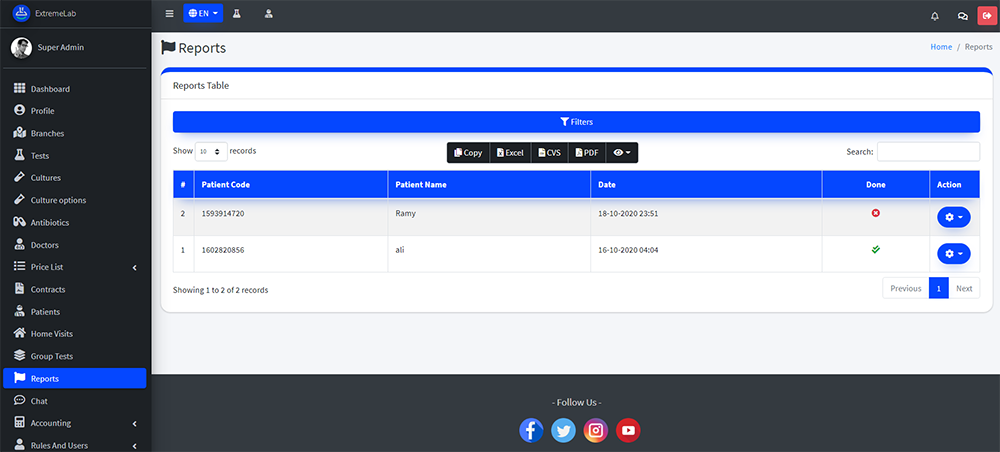 ExtremeLab
EN
Super Admin
Reports
Home / Reports
Dashboard
Profile
Branches
Tests
Cultures
Culture options
Antibiotics
Doctors
Price List
Contracts
Patients
Home Visits
Group Tests
Reports
Chat
Accounting
Rules And Users
Reports Table
Filters
Show 10 records
Copy Excel CVS PDF
Search:
# Patient Code Patient Name Date Done Action
2 1593914720 Ramy 18-10-2020 23:51
1 1602820856 ali 16-10-2020 04:04
Showing 1 to 2 of 2 records
Previous 1 Next
- Follow Us -